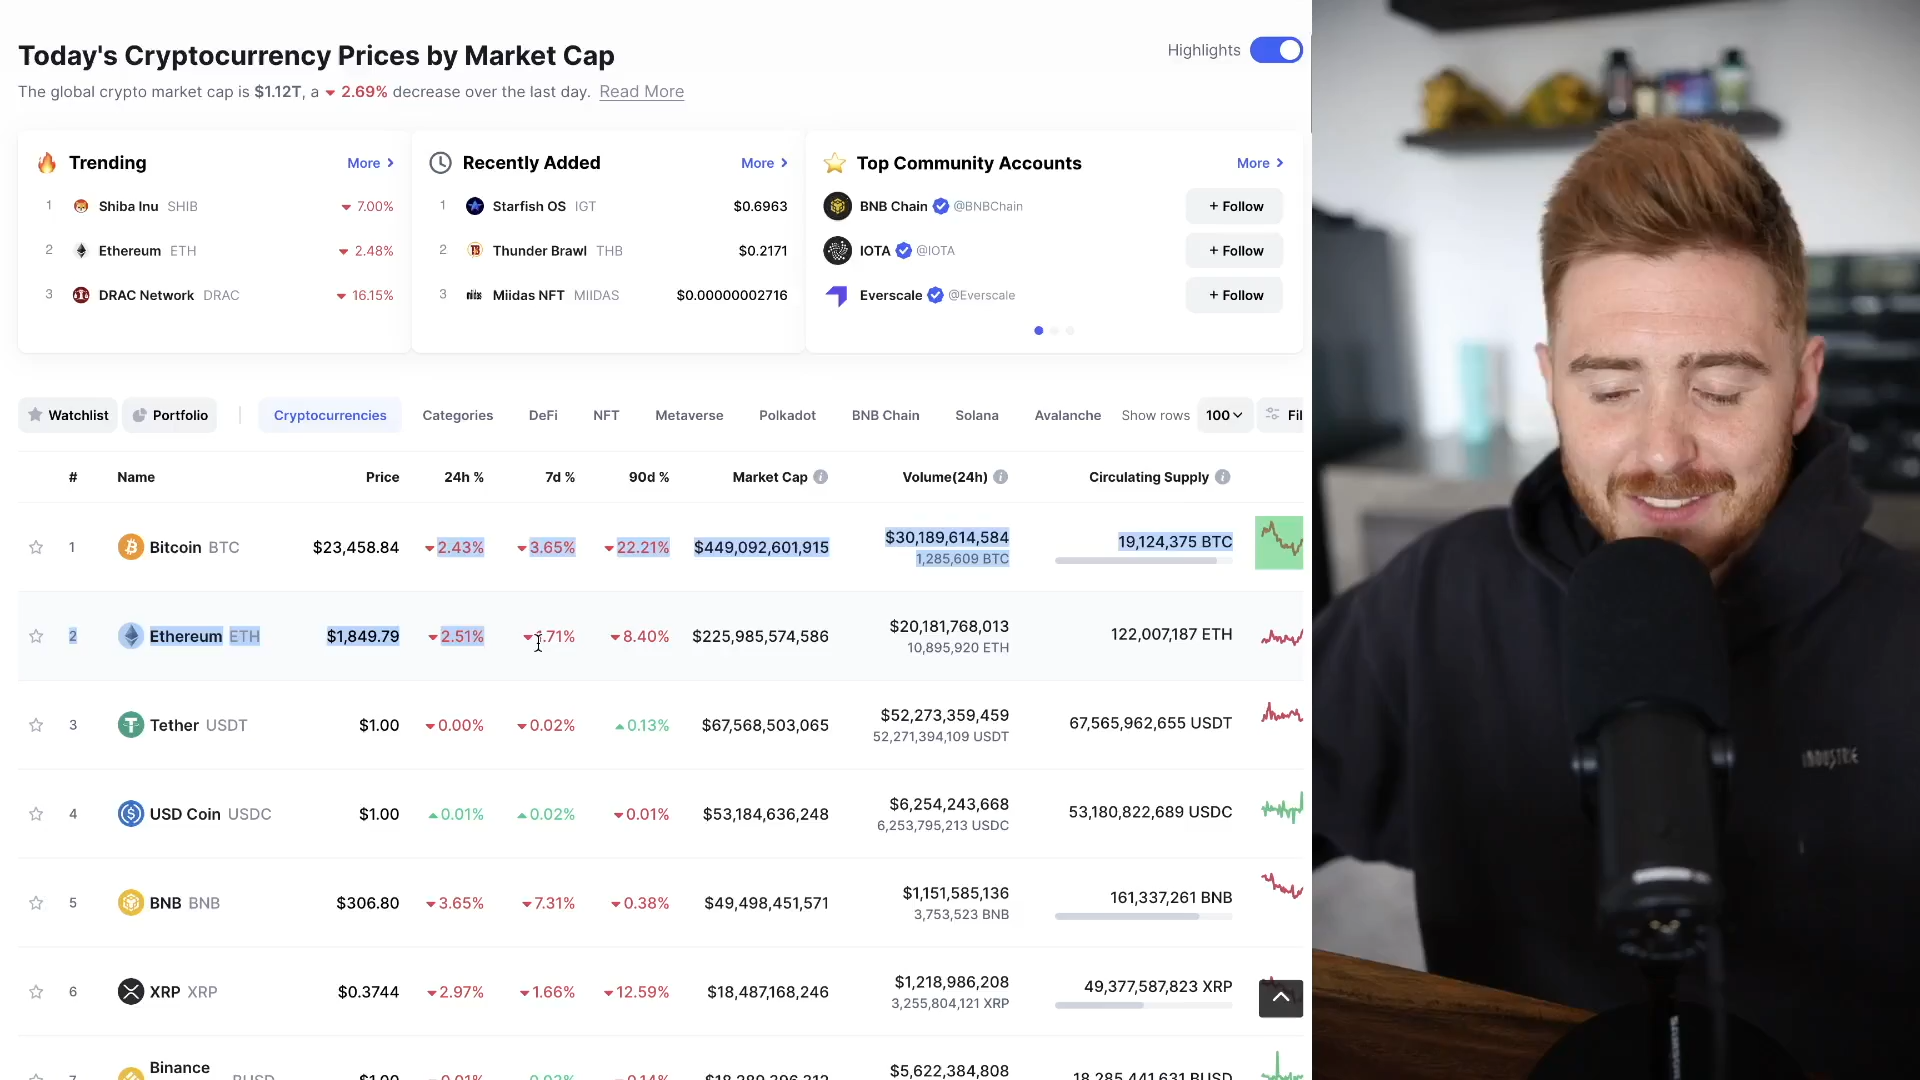 Today's Cryptocurrency Prices by Market Cap
Highlights
The global crypto market cap is $1.12T, a 2.69% decrease over the last day. Read More
Trending
More
1 Shiba Inu SHIB 7.00%
2 Ethereum ETH 2.48%
3 DRAC Network DRAC 16.15%
Recently Added
More
1 Starfish OS IGT $0.6963
2 Thunder Brawl THB $0.2171
3 Miidas NFT MIIDAS $0.00000002716
Top Community Accounts
More
BNB Chain @BNBChain + Follow
IOTA @IOTA + Follow
Everscale @Everscale + Follow
Watchlist Portfolio Cryptocurrencies Categories DeFi NFT Metaverse Polkadot BNB Chain Solana Avalanche Show rows 100 Fil
# Name Price 24h % 7d % 90d % Market Cap Volume(24h) Circulating Supply
1 Bitcoin BTC $23,458.84 2.43% 3.65% 22.21% $449,092,601,915 $30,189,614,584 19,124,375 BTC
1,285,609 BTC
2 Ethereum ETH $1,849.79 2.51% .71% 8.40% $225,985,574,586 $20,181,768,013 122,007,187 ETH
10,895,920 ETH
3 Tether USDT $1.00 0.00% 0.02% 0.13% $67,568,503,065 $52,273,359,459 67,565,962,655 USDT
52,271,394,109 USDT
4 USD Coin USDC $1.00 0.01% 0.02% 0.01% $53,184,636,248 $6,254,243,668 53,180,822,689 USDC
6,253,795,213 USDC
5 BNB BNB $306.80 3.65% 7.31% 0.38% $49,498,451,571 $1,151,585,136 161,337,261 BNB
3,753,523 BNB
6 XRP XRP $0.3744 2.97% 1.66% 12.59% $18,487,168,246 $1,218,986,208 49,377,587,823 XRP
3,255,804,121 XRP
Binance
BUSD $1.00 0.01% $5,622,384,808 18,285,441,631 BUSD
INDUSTRIE